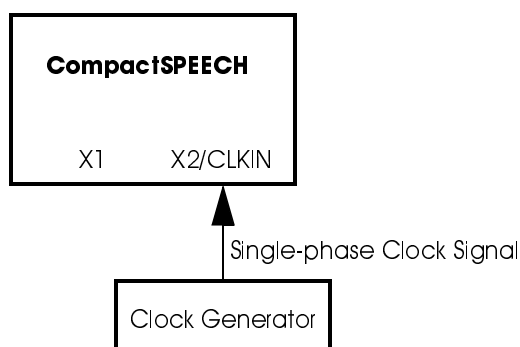 CompactSPEECH
X1 X2/CLKIN
Single-phase Clock Signal
Clock Generator